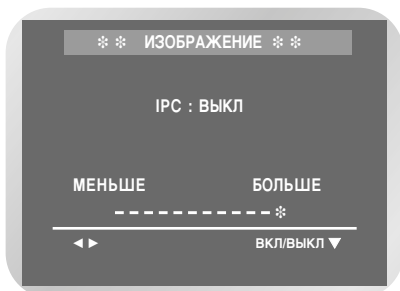 ❇ ❇ ИЗОБРАЖЕНИЕ ❇ ❇
IPC : ВЫКЛ
МЕНЬШЕ БОЛЬШЕ
– – – – – – – – – – – – ❇
◀ ▶ ВКЛ/ВЫКЛ ▼